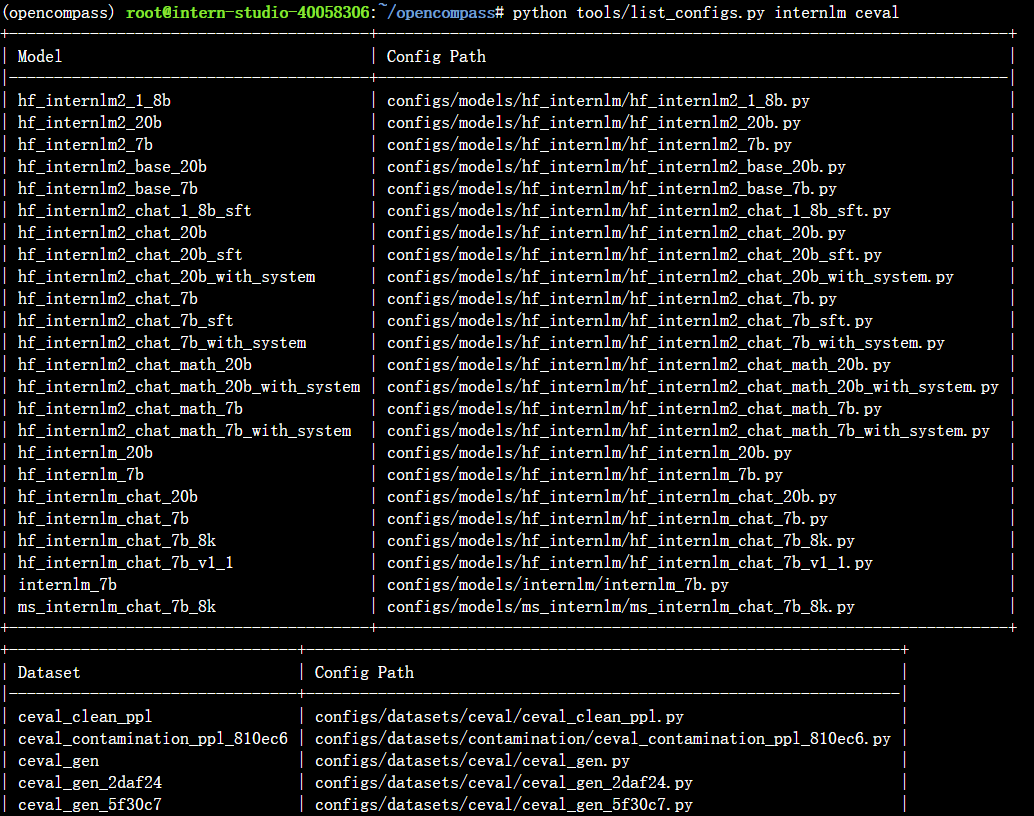 (opencompass) root@intern-studio-40058306:~/opencompass# python tools/list_configs.py internlm ceval
+----------------------------------------+----------------------------------------------------------------------+
| Model | Config Path |
|----------------------------------------+----------------------------------------------------------------------|
| hf_internlm2_1_8b | configs/models/hf_internlm/hf_internlm2_1_8b.py |
| hf_internlm2_20b | configs/models/hf_internlm/hf_internlm2_20b.py |
| hf_internlm2_7b | configs/models/hf_internlm/hf_internlm2_7b.py |
| hf_internlm2_base_20b | configs/models/hf_internlm/hf_internlm2_base_20b.py |
| hf_internlm2_base_7b | configs/models/hf_internlm/hf_internlm2_base_7b.py |
| hf_internlm2_chat_1_8b_sft | configs/models/hf_internlm/hf_internlm2_chat_1_8b_sft.py |
| hf_internlm2_chat_20b | configs/models/hf_internlm/hf_internlm2_chat_20b.py |
| hf_internlm2_chat_20b_sft | configs/models/hf_internlm/hf_internlm2_chat_20b_sft.py |
| hf_internlm2_chat_20b_with_system | configs/models/hf_internlm/hf_internlm2_chat_20b_with_system.py |
| hf_internlm2_chat_7b | configs/models/hf_internlm/hf_internlm2_chat_7b.py |
| hf_internlm2_chat_7b_sft | configs/models/hf_internlm/hf_internlm2_chat_7b_sft.py |
| hf_internlm2_chat_7b_with_system | configs/models/hf_internlm/hf_internlm2_chat_7b_with_system.py |
| hf_internlm2_chat_math_20b | configs/models/hf_internlm/hf_internlm2_chat_math_20b.py |
| hf_internlm2_chat_math_20b_with_system | configs/models/hf_internlm/hf_internlm2_chat_math_20b_with_system.py |
| hf_internlm2_chat_math_7b | configs/models/hf_internlm/hf_internlm2_chat_math_7b.py |
| hf_internlm2_chat_math_7b_with_system | configs/models/hf_internlm/hf_internlm2_chat_math_7b_with_system.py |
| hf_internlm_20b | configs/models/hf_internlm/hf_internlm_20b.py |
| hf_internlm_7b | configs/models/hf_internlm/hf_internlm_7b.py |
| hf_internlm_chat_20b | configs/models/hf_internlm/hf_internlm_chat_20b.py |
| hf_internlm_chat_7b | configs/models/hf_internlm/hf_internlm_chat_7b.py |
| hf_internlm_chat_7b_8k | configs/models/hf_internlm/hf_internlm_chat_7b_8k.py |
| hf_internlm_chat_7b_v1_1 | configs/models/hf_internlm/hf_internlm_chat_7b_v1_1.py |
| internlm_7b | configs/models/internlm/internlm_7b.py |
| ms_internlm_chat_7b_8k | configs/models/ms_internlm/ms_internlm_chat_7b_8k.py |
+----------------------------------------+----------------------------------------------------------------------+
+--------------------------------+------------------------------------------------------------------+
| Dataset | Config Path |
|--------------------------------+------------------------------------------------------------------|
| ceval_clean_ppl | configs/datasets/ceval/ceval_clean_ppl.py |
| ceval_contamination_ppl_810ec6 | configs/datasets/contamination/ceval_contamination_ppl_810ec6.py |
| ceval_gen | configs/datasets/ceval/ceval_gen.py |
| ceval_gen_2daf24 | configs/datasets/ceval/ceval_gen_2daf24.py |
| ceval_gen_5f30c7 | configs/datasets/ceval/ceval_gen_5f30c7.py |